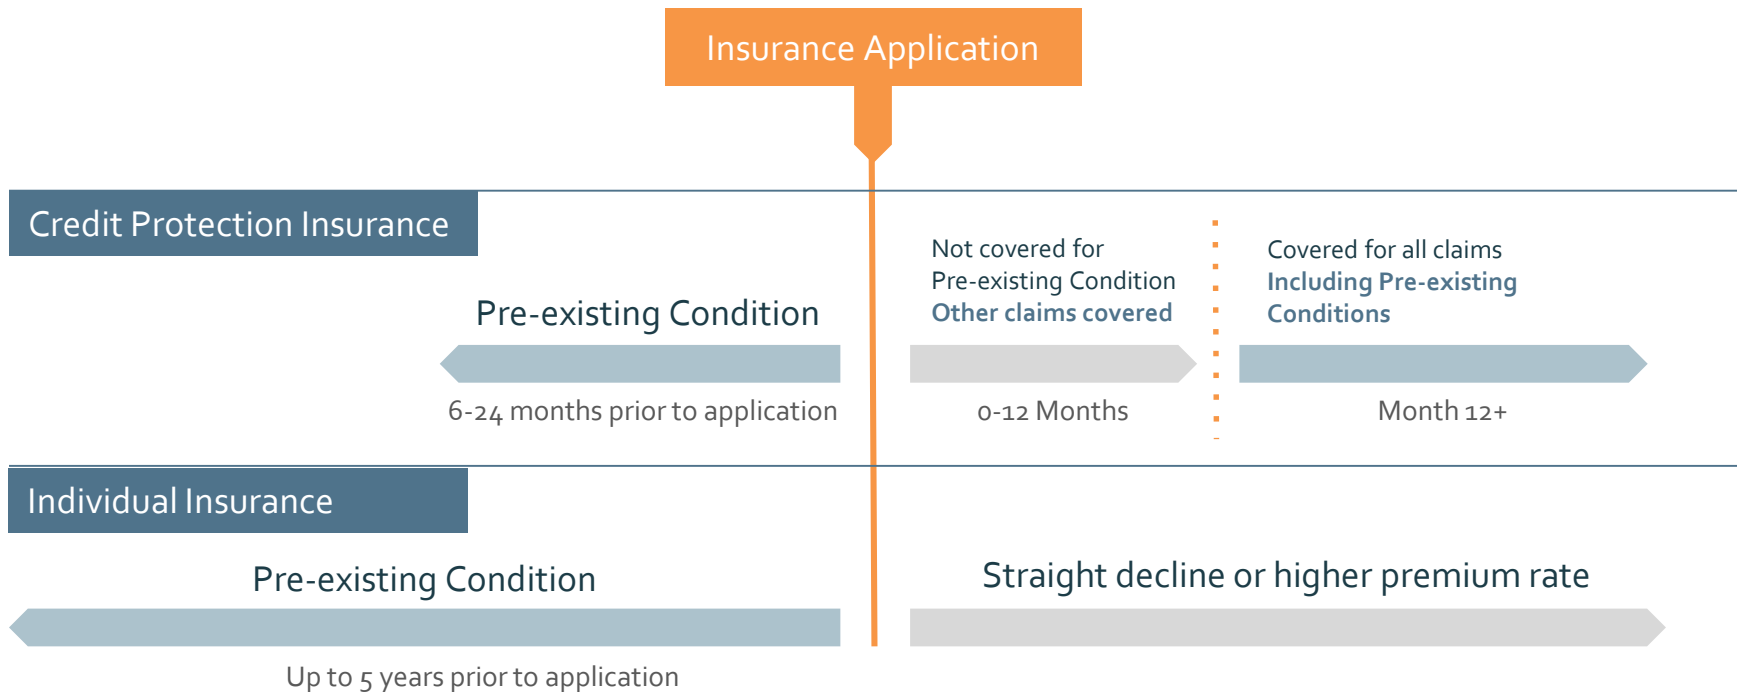 Insurance Application
Credit Protection Insurance
Pre-existing Condition
6-24 months prior to application
Not covered for
Pre-existing Condition
Other claims covered
0-12 Months
Covered for all claims
Including Pre-existing
Conditions
Month 12+
Individual Insurance
Pre-existing Condition
Up to 5 years prior to application
Straight decline or higher premium rate